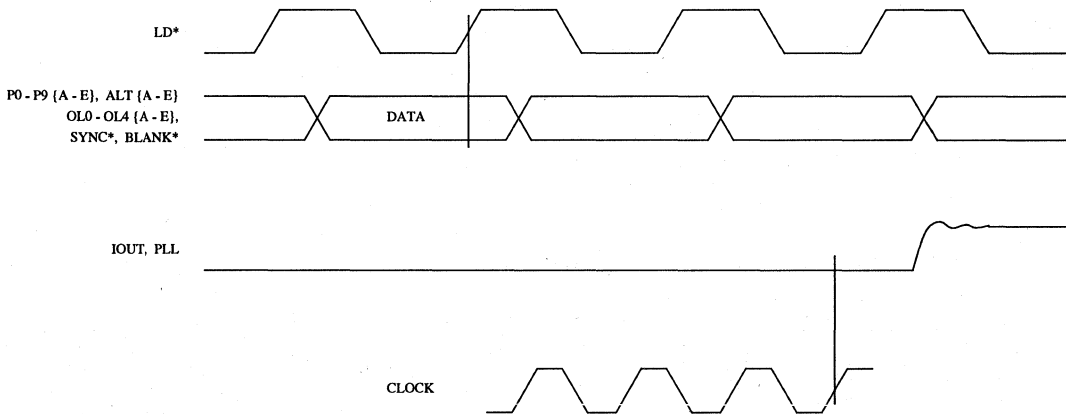 LD*
P0 - P9 {A - E}, ALT {A - E}
OL0 - OL4 {A - E},
SYNC*, BLANK*
DATA
IOUT, PLL
CLOCK